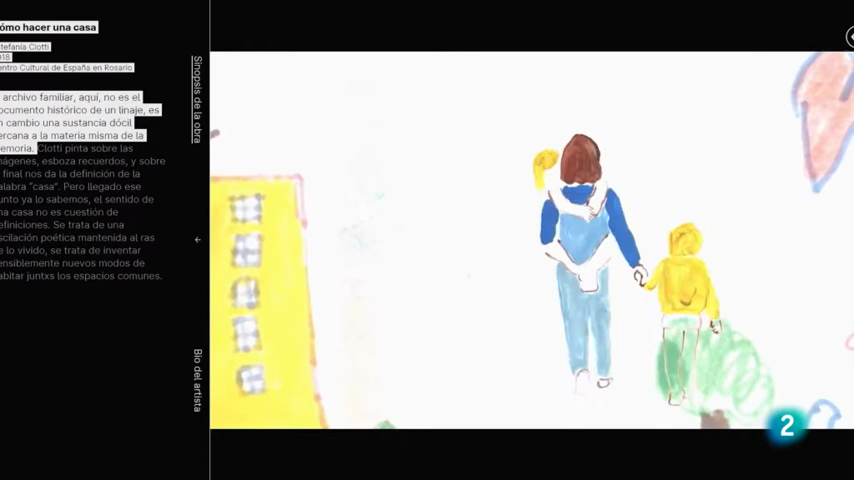 ómo hacer una casa
tefanía Clotti
018
entro Cultural de España en Rosario
archivo familiar, aquí, no es el
ocumento histórico de un linaje, es
n cambio una sustancia dócil
ercana a la materia misma de la
emoria. Clotti pinta sobre las
mágenes, esboza recuerdos, y sobre
l final nos da la definición de la
alabra "casa". Pero llegado ese
unto ya lo sabemos, el sentido de
na casa no es cuestión de
efiniciones. Se trata de una
scilación poética mantenida al ras
e lo vivido, se trata de inventar
ensiblemente nuevos modos de
abitar juntxs los espacios comunes.
Sinopsis de la obra
Bio del artista
2